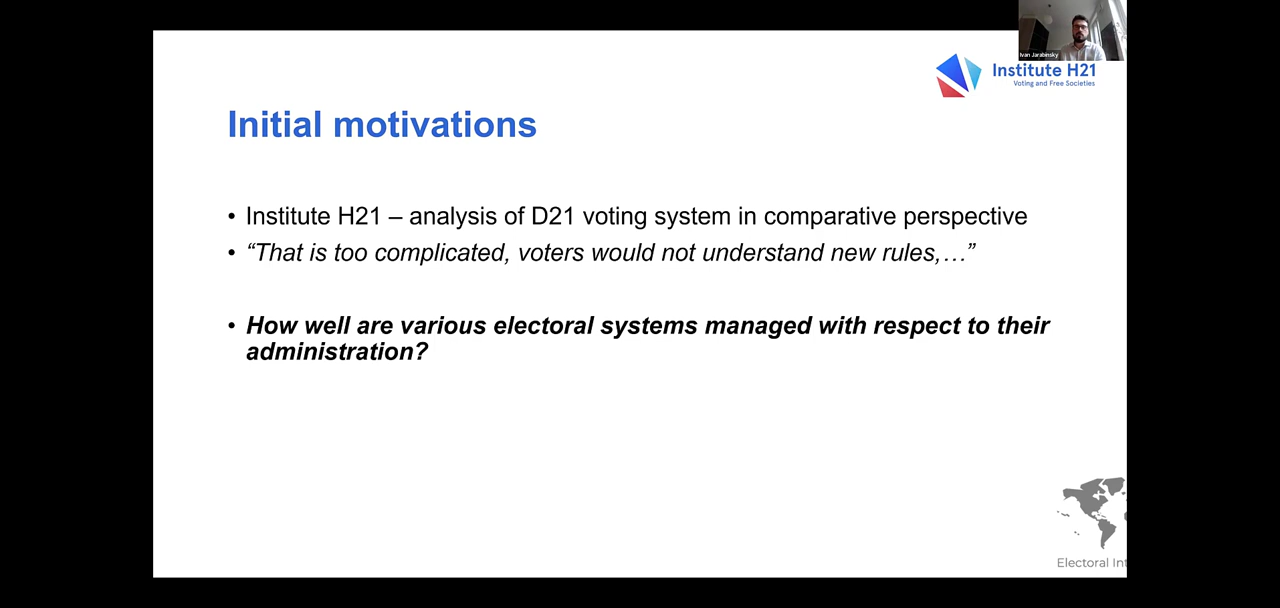 Ivan Jarabinsky
Institute H21
Voting and Free Societies
Initial motivations
• Institute H21 – analysis of D21 voting system in comparative perspective
• “That is too complicated, voters would not understand new rules,…”
• How well are various electoral systems managed with respect to their
administration?
Electoral Int